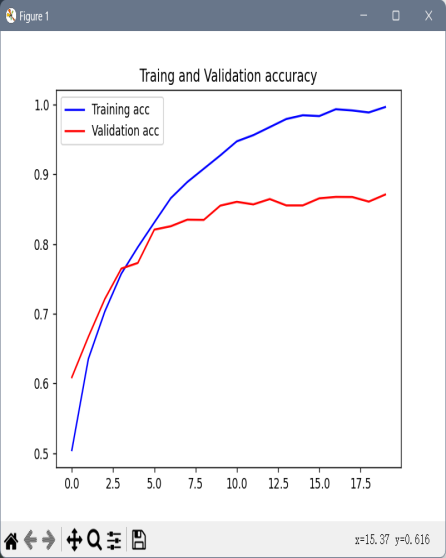 Figure 1
Traing and Validation accuracy
Training acc
Validation acc
1.0
0.9
0.8
0.7
0.6
0.5
0.0 2.5 5.0 7.5 10.0 12.5 15.0 17.5
x=15.37 y=0.616